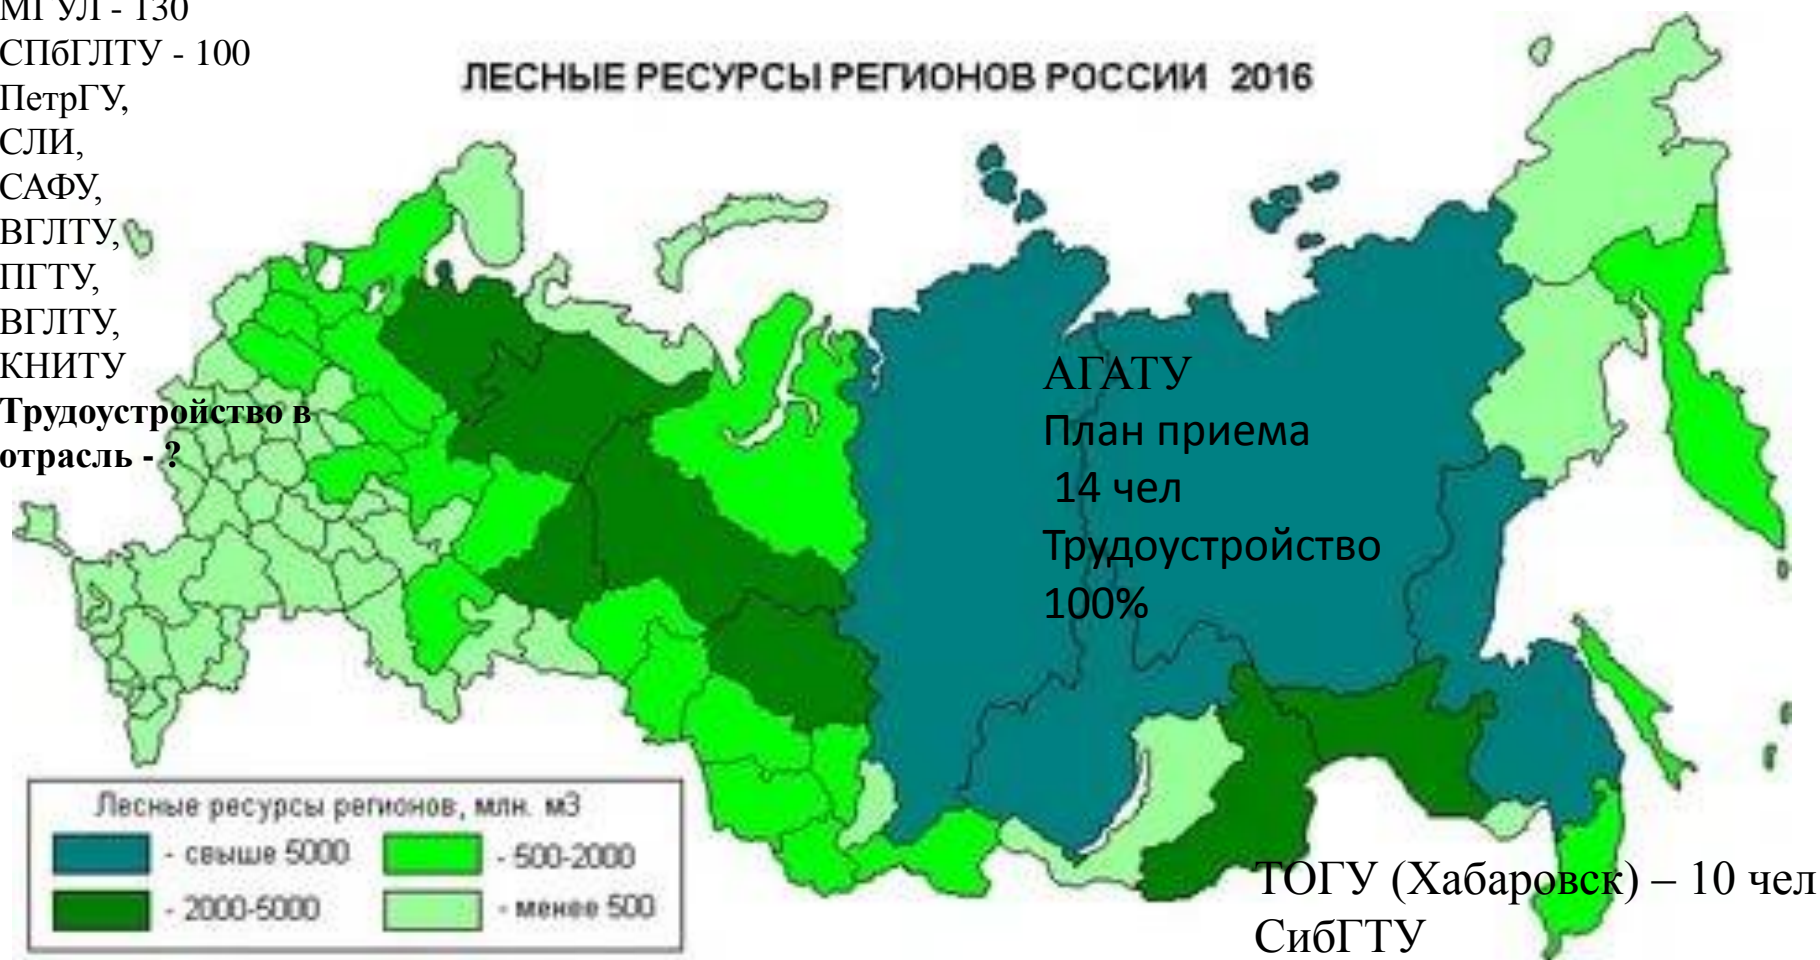 МГУЛ - 130
СПбГЛТУ - 100
ПетрГУ,
СЛИ,
САФУ,
ВГЛТУ,
ПГТУ,
ВГЛТУ,
КНИТУ
Трудоустройство в
отрасль - ?
ЛЕСНЫЕ РЕСУРСЫ РЕГИОНОВ РОССИИ 2016
АГАТУ
План приема
14 чел
Трудоустройство
100%
Лесные ресурсы регионов, млн. м3
- свыше 5000
- 500-2000
- 2000-5000
- менее 500
ТОГУ (Хабаровск) – 10 чел
СибГТУ